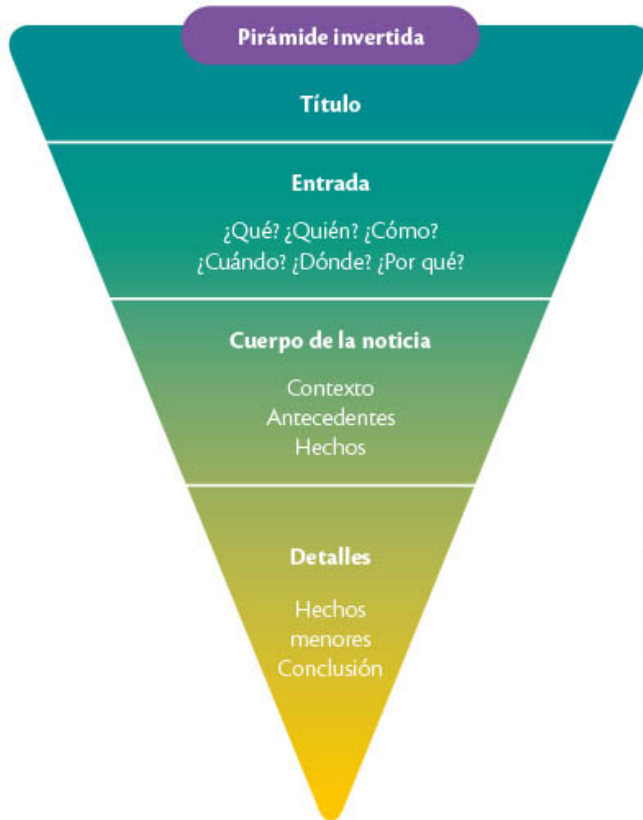 Pirámide invertida
Título
Entrada
¿Qué? ¿Quién? ¿Cómo?
¿Cuándo? ¿Dónde? ¿Por qué?
Cuerpo de la noticia
Contexto
Antecedentes
Hechos
Detalles
Hechos
menores
Conclusión